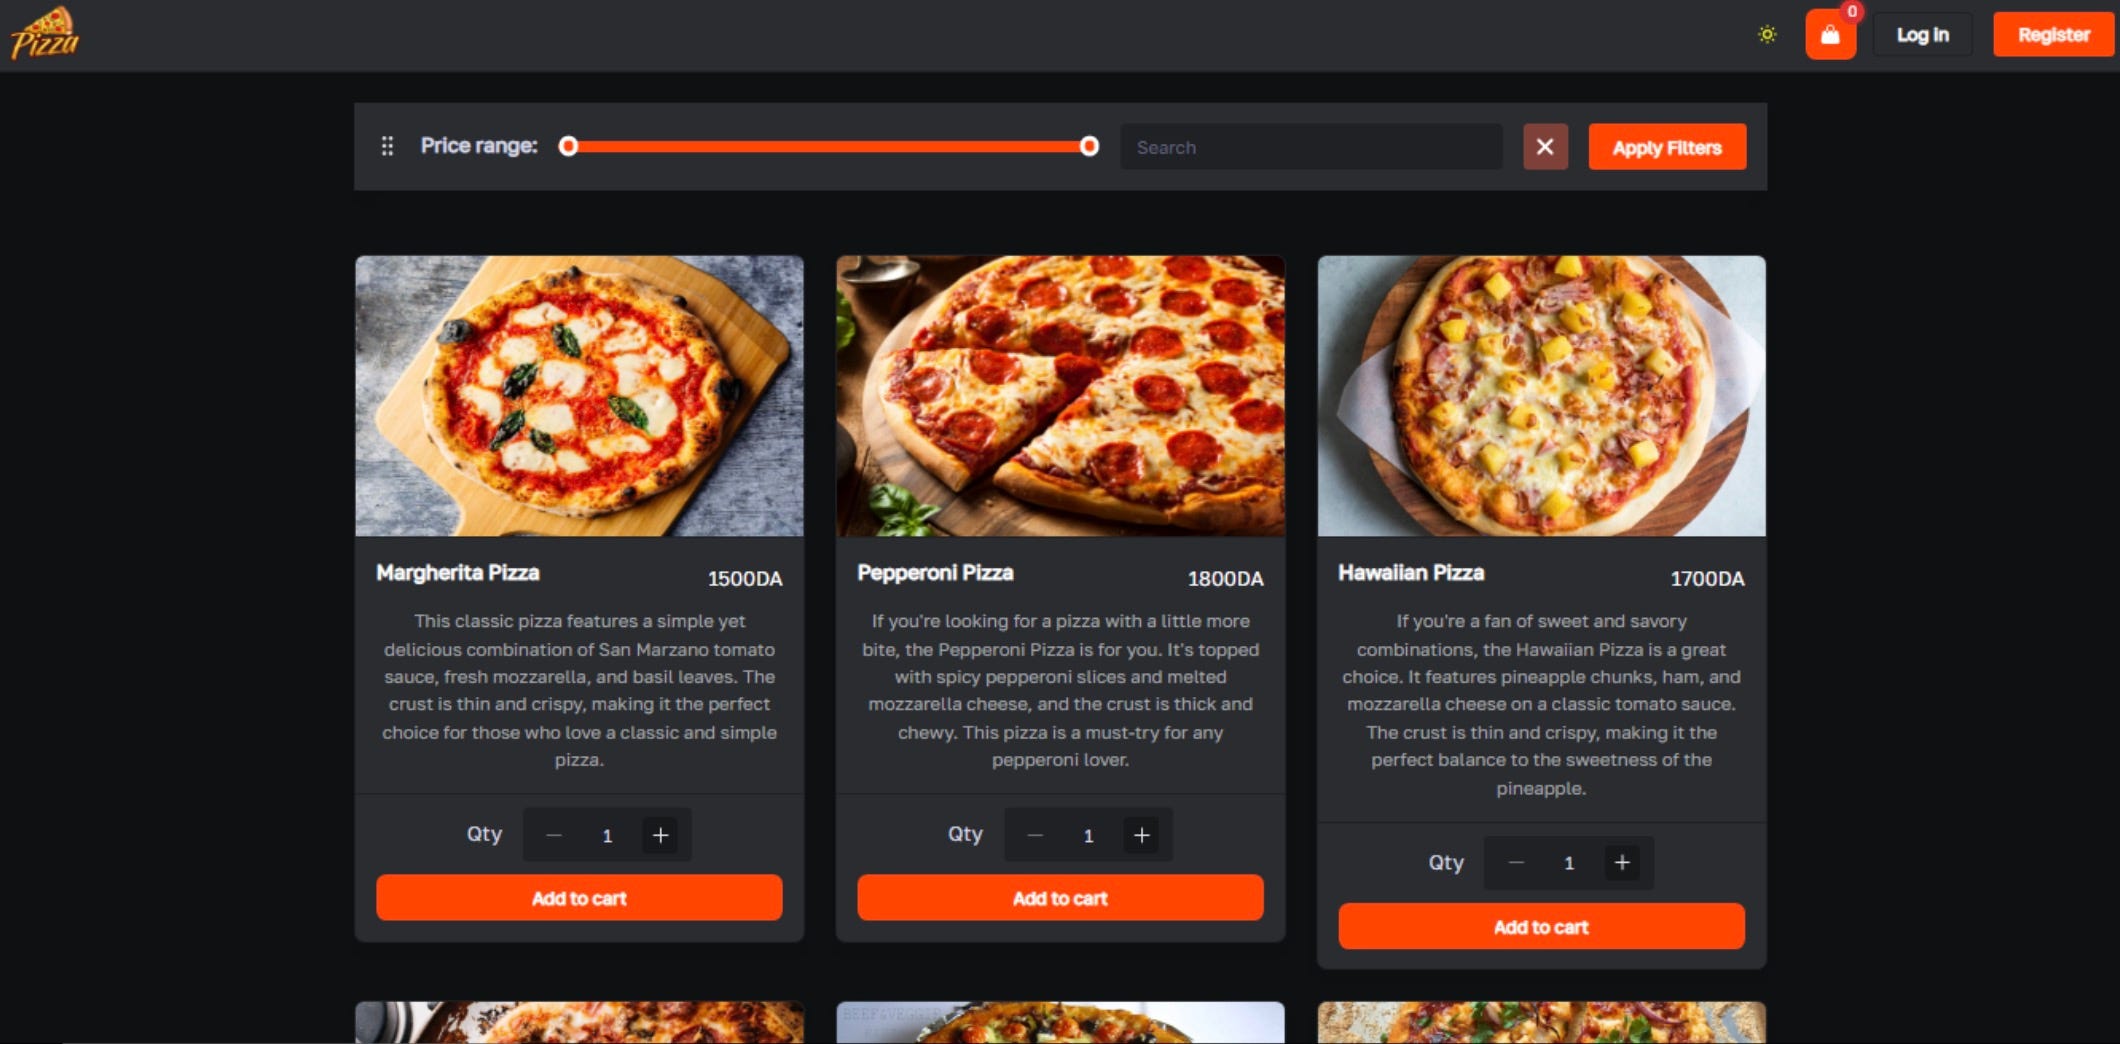 Pizza
0
Log in
Register
Price range:
Search
Apply Filters
Margherita Pizza
1500DA
This classic pizza features a simple yet
delicious combination of San Marzano tomato
sauce, fresh mozzarella, and basil leaves. The
crust is thin and crispy, making it the perfect
choice for those who love a classic and simple
pizza.
Qty
1
Add to cart
Pepperoni Pizza
1800DA
If you're looking for a pizza with a little more
bite, the Pepperoni Pizza is for you. It's topped
with spicy pepperoni slices and melted
mozzarella cheese, and the crust is thick and
chewy. This pizza is a must-try for any
pepperoni lover.
Qty
1
Add to cart
Hawaiian Pizza
1700DA
If you're a fan of sweet and savory
combinations, the Hawaiian Pizza is a great
choice. It features pineapple chunks, ham, and
mozzarella cheese on a classic tomato sauce.
The crust is thin and crispy, making it the
perfect balance to the sweetness of the
pineapple.
Qty
1
Add to cart